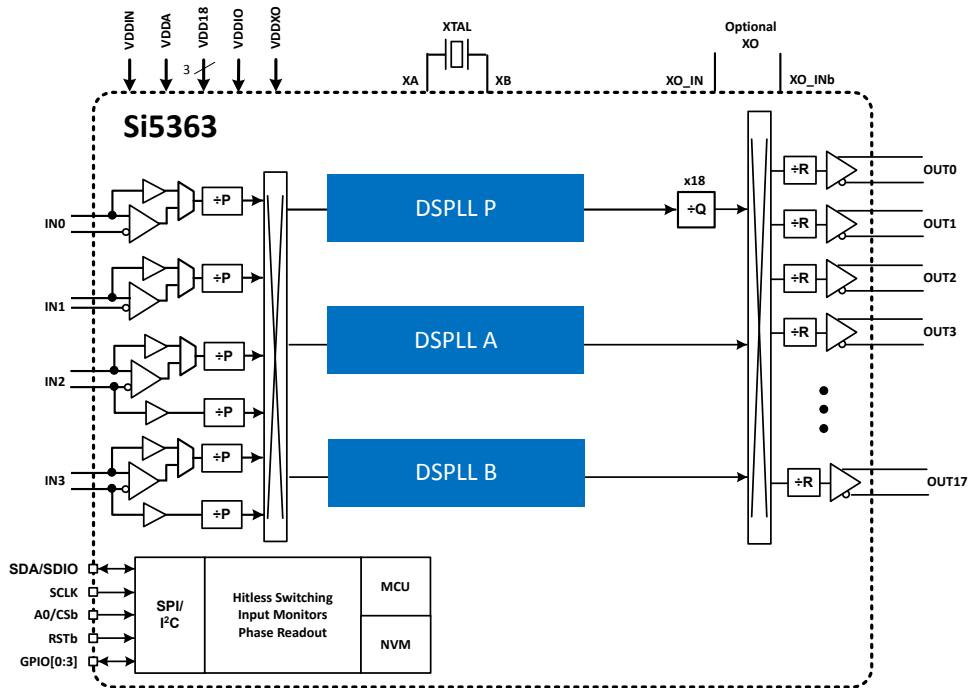 VDDIN
VDDA
VDD18
VDDIO
VDDXO
3
XTAL
XA
XB
Optional
XO
XO_IN
XO_INb
Si5363
IN0
÷P
DSPLL P
x18
÷Q
÷R
OUT0
÷R
OUT1
IN1
÷P
÷R
OUT2
IN2
÷P
÷P
DSPLL A
÷R
OUT3
IN3
÷P
÷P
DSPLL B
÷R
OUT17
SDA/SDIO
SCLK
A0/CSb
RSTb
GPIO[0:3]
SPI/
I²C
Hitless Switching
Input Monitors
Phase Readout
MCU
NVM